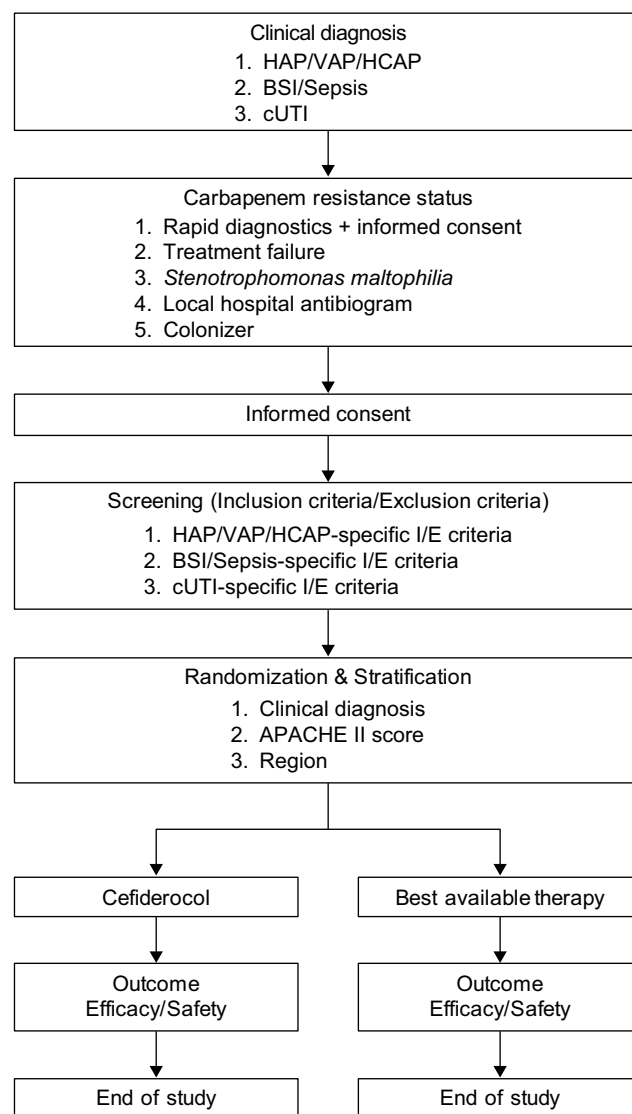 Clinical diagnosis
1. HAP/VAP/HCAP
2. BSI/Sepsis
3. cUTI
Carbapenem resistance status
1. Rapid diagnostics + informed consent
2. Treatment failure
3. Stenotrophomonas maltophilia
4. Local hospital antibiogram
5. Colonizer
Informed consent
Screening (Inclusion criteria/Exclusion criteria)
1. HAP/VAP/HCAP-specific I/E criteria
2. BSI/Sepsis-specific I/E criteria
3. cUTI-specific I/E criteria
Randomization & Stratification
1. Clinical diagnosis
2. APACHE II score
3. Region
Cefiderocol
Best available therapy
Outcome
Efficacy/Safety
Outcome
Efficacy/Safety
End of study
End of study